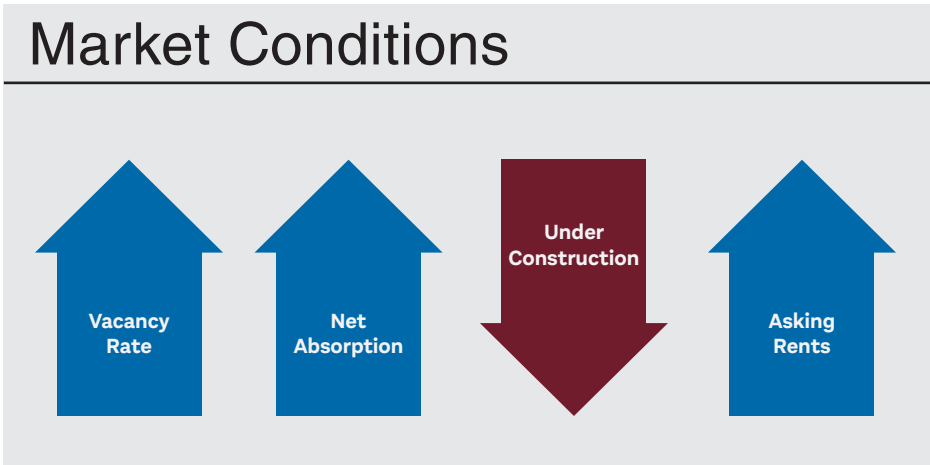 Market Conditions
Vacancy
Rate
Net
Absorption
Under
Construction
Asking
Rents